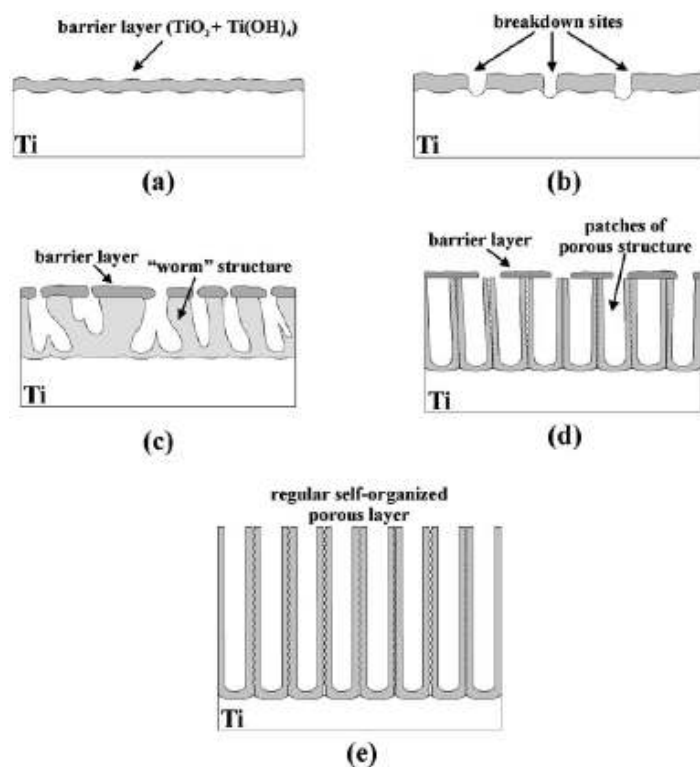 barrier layer (TiO2 + Ti(OH)4)
Ti
(a)
breakdown sites
Ti
(b)
barrier layer
"worm" structure
Ti
(c)
barrier layer
patches of
porous structure
Ti
(d)
regular self-organized
porous layer
Ti
(e)